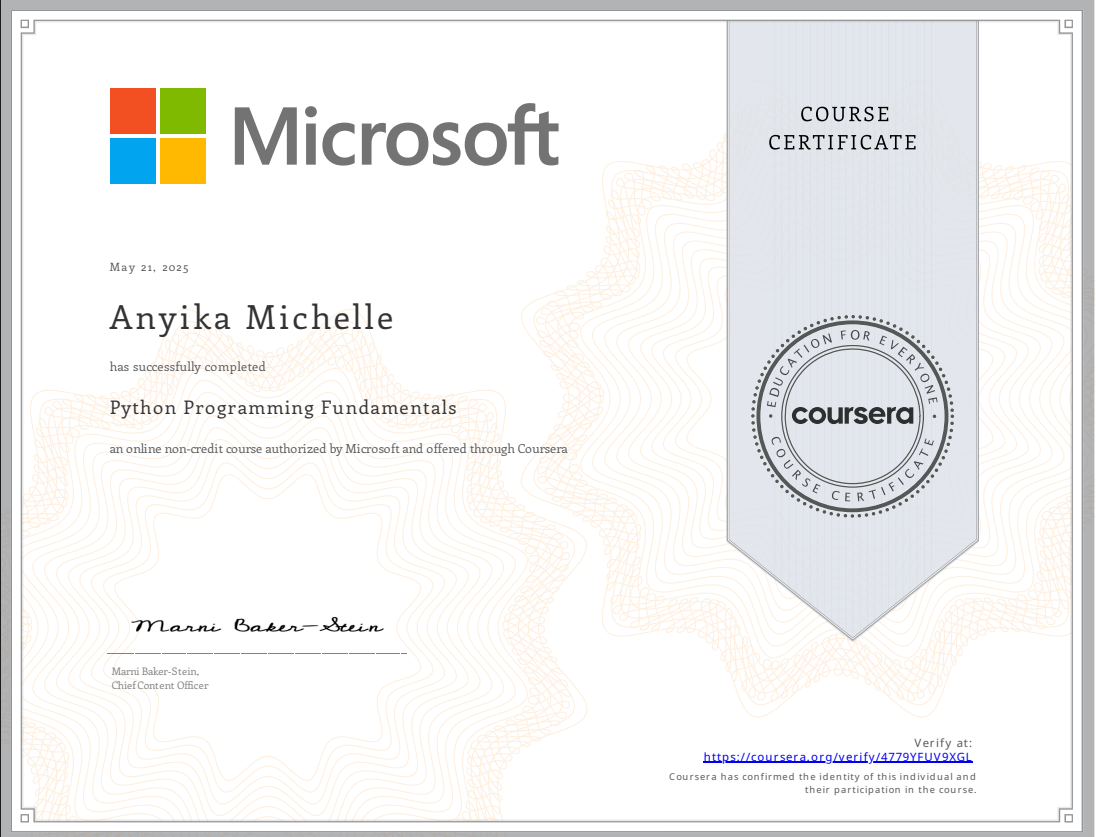 Microsoft
COURSE
CERTIFICATE
May 21, 2025
Anyika Michelle
has successfully completed
Python Programming Fundamentals
an online non-credit course authorized by Microsoft and offered through Coursera
EDUCATION FOR EVERYONE
coursera
COURSE CERTIFICATE
Marni Baker-Stein
Marni Baker-Stein,
Chief Content Officer
Verify at:
https://coursera.org/verify/4779YFUV9XGL
Coursera has confirmed the identity of this individual and
their participation in the course.